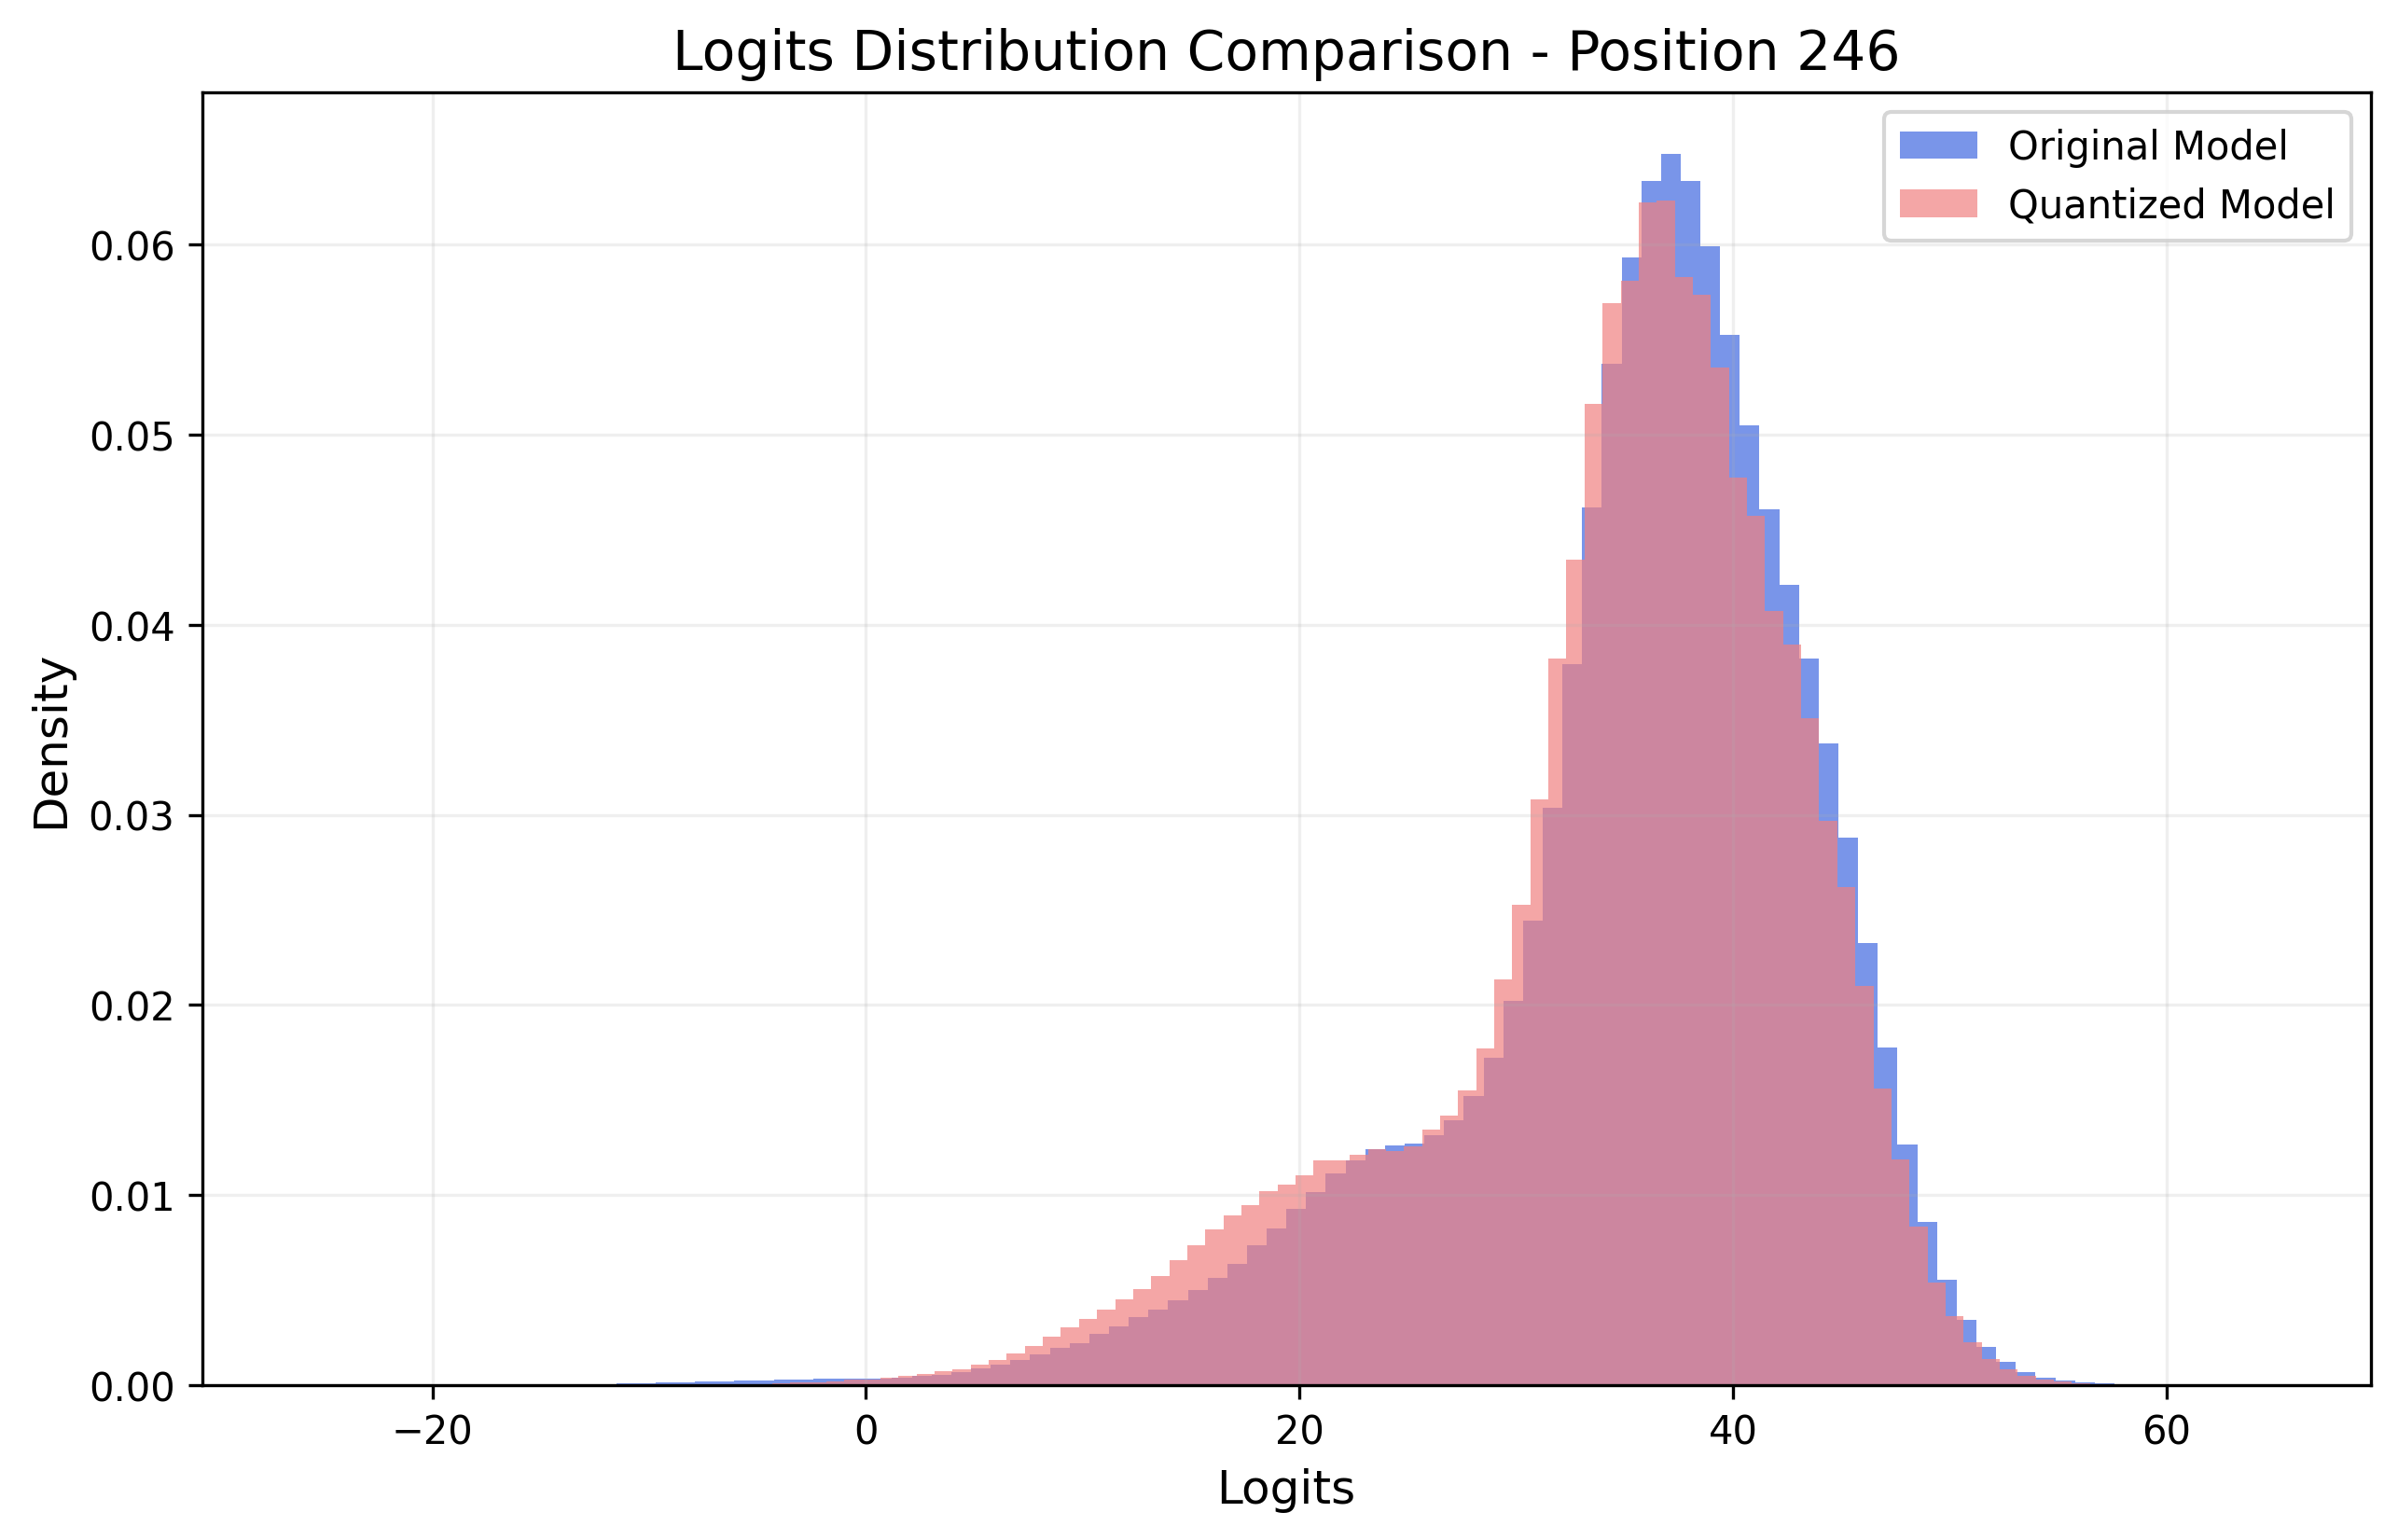 Logits Distribution Comparison - Position 246
Original Model
Quantized Model
0.06
0.05
0.04
0.03
0.02
0.01
0.00
Density
−20 0 20 40 60
Logits